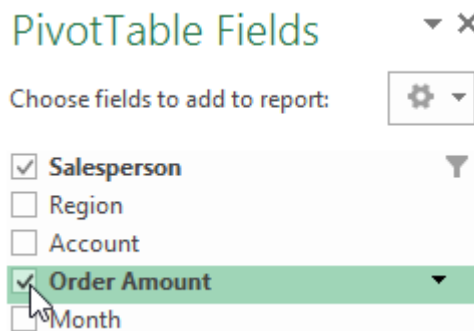 PivotTable Fields
Choose fields to add to report:
Salesperson
Region
Account
Order Amount
Month